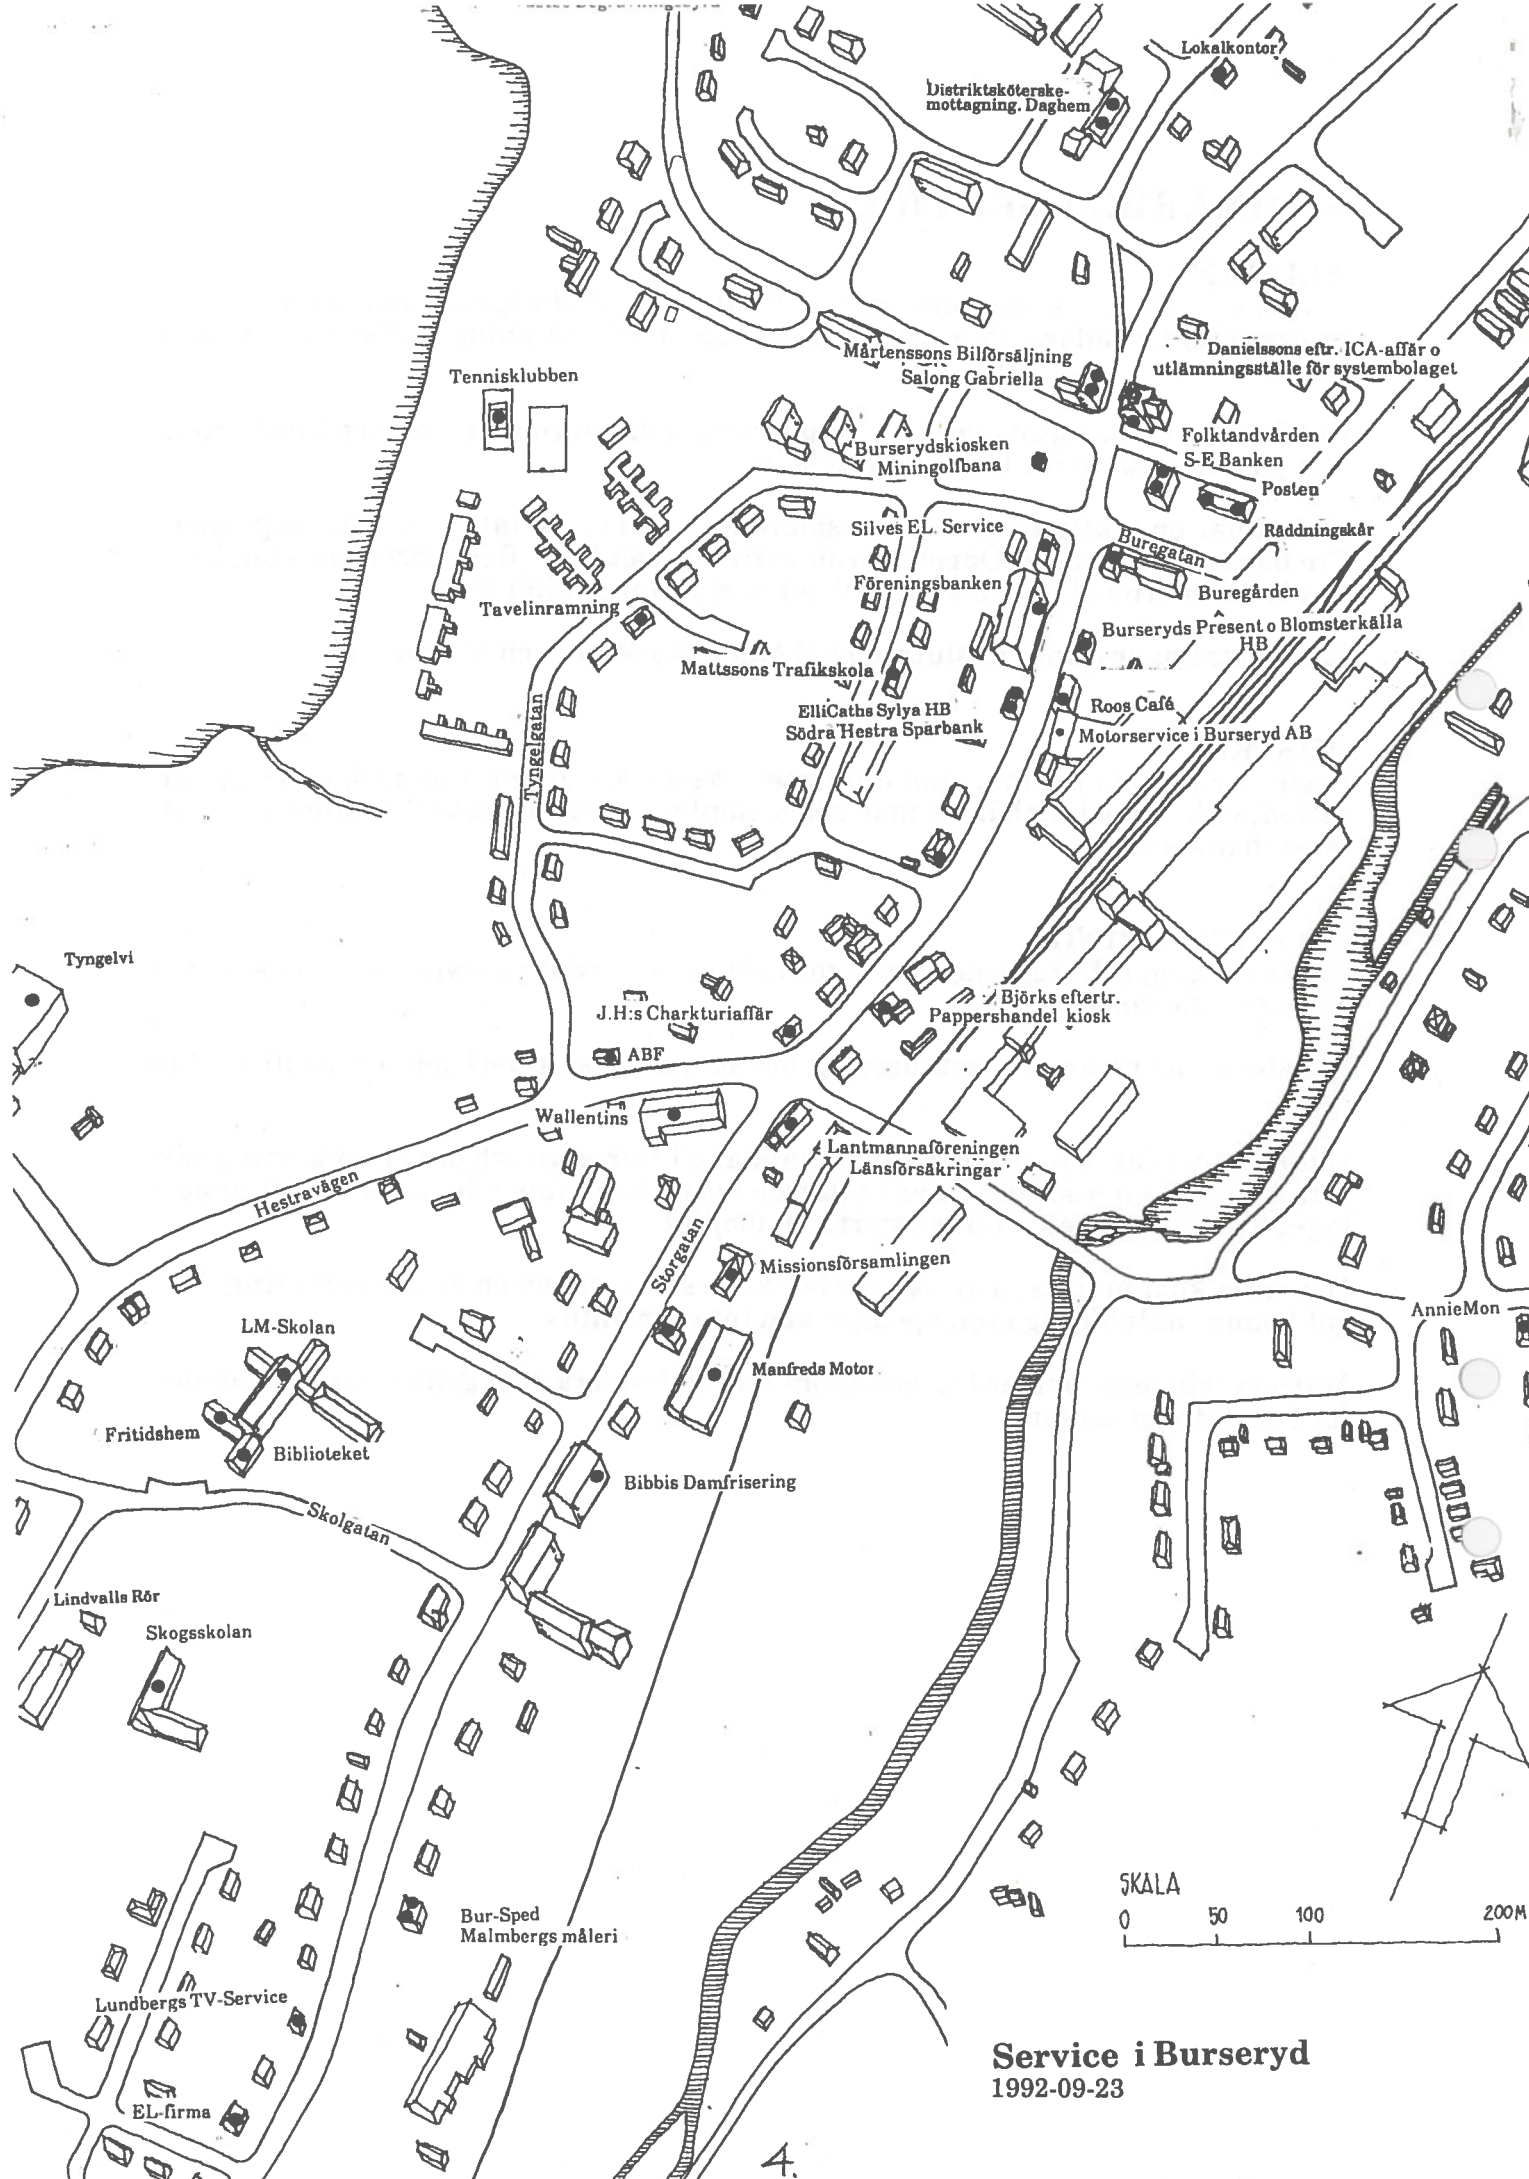 Lokalkontor
Distriktsköterske-
mottagning. Daghem
Mårtenssons Bilförsäljning
Salong Gabriella
Danielssons eftr. ICA-affär o
utlämningsställe för systembolaget
Tennisklubben
Folktandvården
Burserydskiosken
Miningolfbana
S-E Banken
Posten
Silves EL. Service
Räddningskår
Buregatan
Föreningsbanken
Buregården
Tavelinramning
Burseryds Present o Blomsterkälla
HB
Mattssons Trafikskola
Roos Café
ElliCaths Sylya HB
Södra Hestra Sparbank
Motorservice i Burseryd AB
Tyngelgatan
Tyngelvi
Björks eftertr.
Pappershandel kiosk
J.H:s Charkturiaffär
ABF
Wallentins
Lantmannaföreningen
Länsförsäkringar
Hestravägen
Storgatan
Missionsförsamlingen
AnnieMon
LM-Skolan
Manfreds Motor
Fritidshem
Biblioteket
Bibbis Damfrisering
Skolgatan
Lindvalls Rör
Skogsskolan
SKALA
0 50 100 200M
Bur-Sped
Malmbergs måleri
Lundbergs TV-Service
EL-firma
Service i Burseryd
1992-09-23
4.